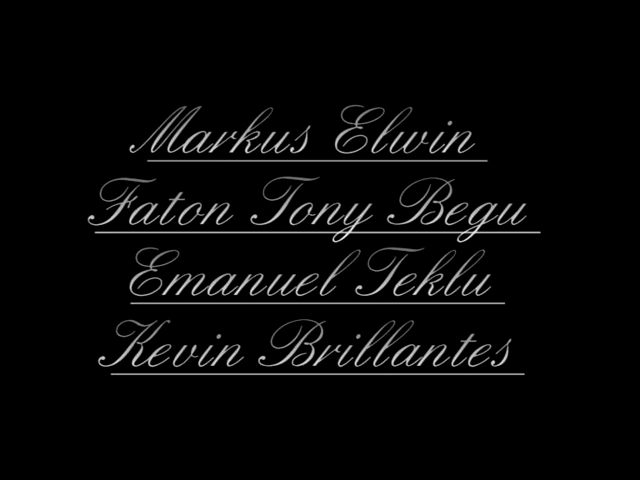 Markus Elwin
Faton Tony Begu
Emanuel Teklu
Kevin Brillantes